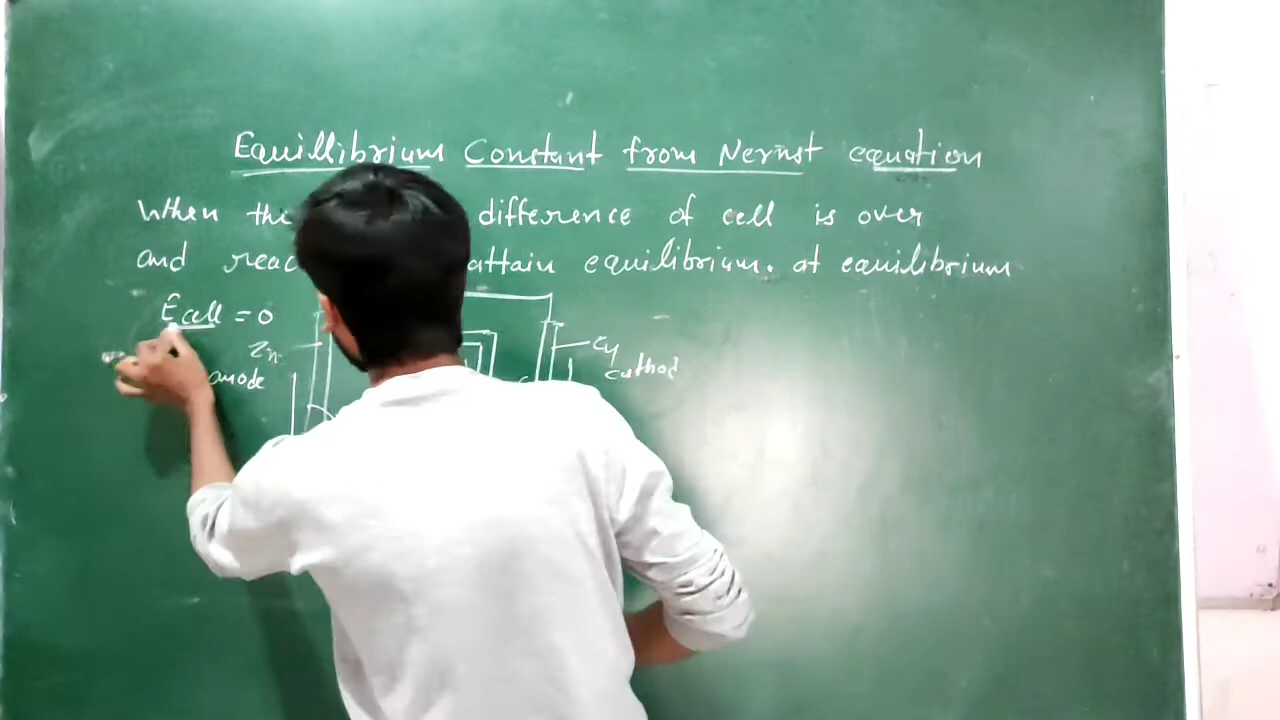 Equillibrium Constant from Nernst equation
When the difference of cell is over
and reac attain equilibrium. at equilibrium
Ecell = 0
Zn
Cu
anode
cathod